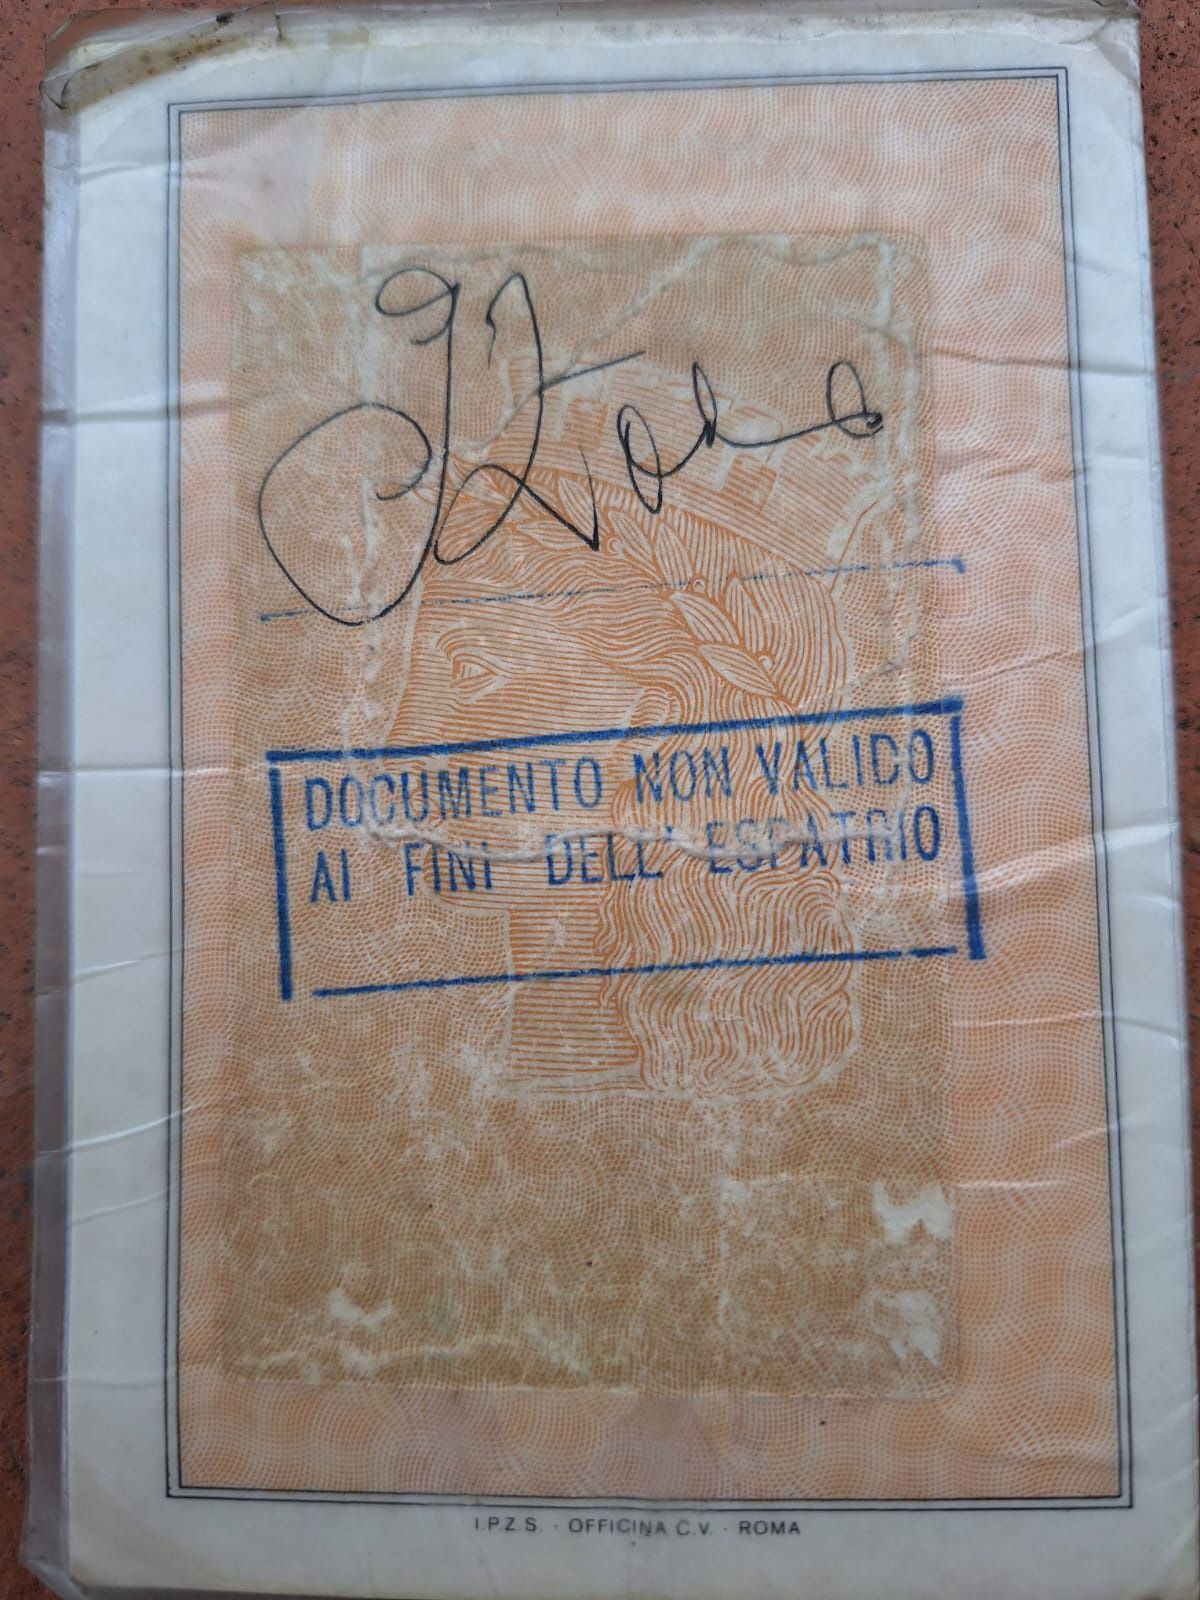 DOCUMENTO NON VALIDO
AI FINI DELL' ESPATRIO
I.P.Z.S. - OFFICINA C.V. - ROMA